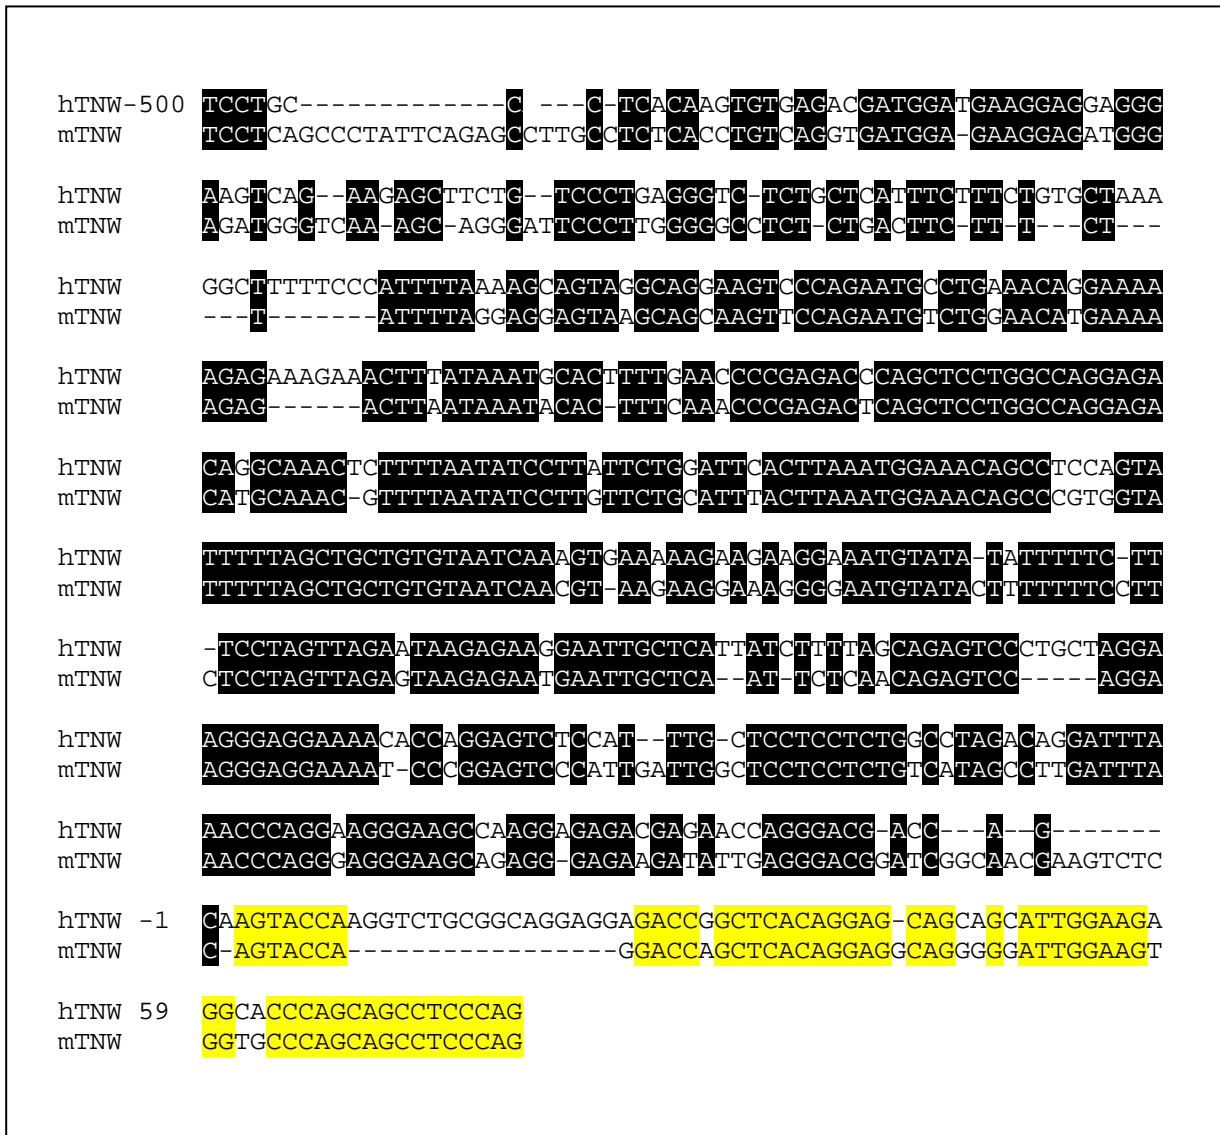 hTNW-500 TCCTGC-------------C ---C-TCACAAGTGTGAGACGATGGATGAAGGAGGAGGG
mTNW TCCTCAGCCCTATTCAGAGCCTTGCCTCTCACCTGTCAGGTGATGGA-GAAGGAGATGGG
hTNW AAGTCAG--AAGAGCTTCTG--TCCCTGAGGGTC-TCTGCTCATTTCTTTCTGTGCTAAA
mTNW AGATGGGTCAA-AGC-AGGGATTCCCTTGGGGGCCTCT-CTGACTTC-TT-T---CT---
hTNW GGCTTTTTCCCATTTTAAAAGCAGTAGGCAGGAAGTCCCAGAATGCCTGAAACAGGAAAA
mTNW ---T-------ATTTTAGGAGGAGTAAGCAGCAAGTTCCAGAATGTCTGGAACATGAAAA
hTNW AGAGAAAGAAACTTTATAAATGCACTTTTGAACCCCGAGACCCAGCTCCTGGCCAGGAGA
mTNW AGAG------ACTTAATAAATACAC-TTTCAAACCCGAGACTCAGCTCCTGGCCAGGAGA
hTNW CAGGCAAACTCTTTTAATATCCTTATTCTGGATTCACTTAAATGGAAACAGCCTCCAGTA
mTNW CATGCAAAC-GTTTTAATATCCTTGTTCTGCATTTACTTAAATGGAAACAGCCCGTGGTA
hTNW TTTTTAGCTGCTGTGTAATCAAAGTGAAAAAGAAGAAGGAAATGTATA-TATTTTTC-TT
mTNW TTTTTAGCTGCTGTGTAATCAACGT-AAGAAGGAAAGGGGAATGTATACTTTTTTTCCTT
hTNW -TCCTAGTTAGAATAAGAGAAGGAATTGCTCATTATCTTTTAGCAGAGTCCCTGCTAGGA
mTNW CTCCTAGTTAGAGTAAGAGAATGAATTGCTCA--AT-TCTCAACAGAGTCC-----AGGA
hTNW AGGGAGGAAAACACCAGGAGTCTCCAT--TTG-CTCCTCCTCTGGCCTAGACAGGATTTA
mTNW AGGGAGGAAAAT-CCCGGAGTCCCATTGATTGGCTCCTCCTCTGTCATAGCCTTGATTTA
hTNW AACCCAGGAAGGGAAGCCAAGGAGAGACGAGAACCAGGGACG-ACC---A--G-------
mTNW AACCCAGGGAGGGAAGCAGAGG-GAGAAGATATTGAGGGACGGATCGGCAACGAAGTCTC
hTNW -1 CAAGTACCAAGGTCTGCGGCAGGAGGAGACCGGCTCACAGGAG-CAGCAGCATTGGAAGA
mTNW C-AGTACCA-----------------GGACCAGCTCACAGGAGGCAGGGGGATTGGAAGT
hTNW 59 GGCACCCAGCAGCCTCCCAG
mTNW GGTGCCCAGCAGCCTCCCAG